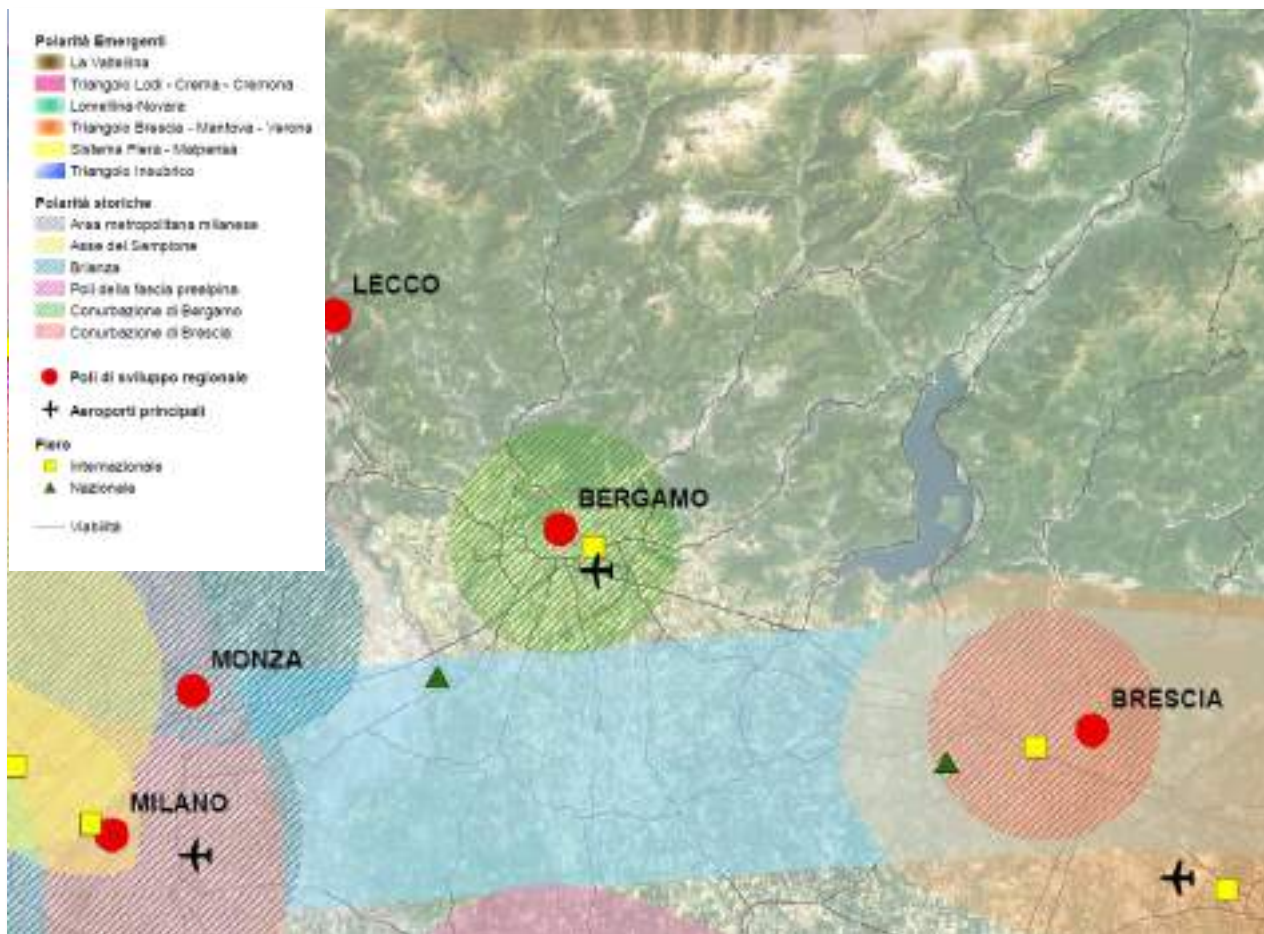 Polarità Emergenti
La Valtellina
Triangolo Lodi - Crema - Cremona
Lomellina-Novara
Triangolo Brescia - Mantova - Verona
Sistema Fiera - Malpensa
Triangolo Insubrico
Polarità storiche
Area metropolitana milanese
Asse del Sempione
Brianza
Poli della fascia prealpina
Conurbazione di Bergamo
Conurbazione di Brescia
Poli di sviluppo regionale
Aeroporti principali
Fiere
Internazionale
Nazionale
Viabilità
LECCO
BERGAMO
MONZA
BRESCIA
MILANO